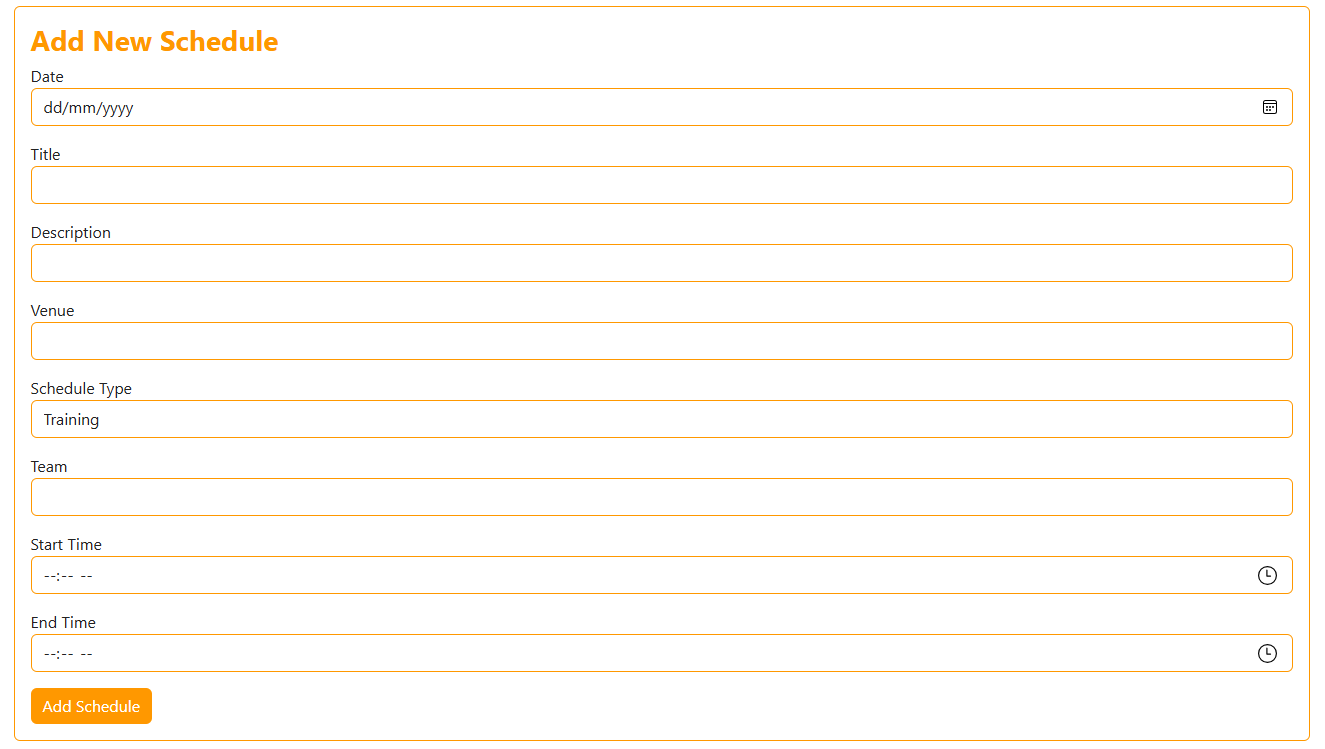 Add New Schedule
Date
dd/mm/yyyy
Title
Description
Venue
Schedule Type
Training
Team
Start Time
--:-- --
End Time
--:-- --
Add Schedule